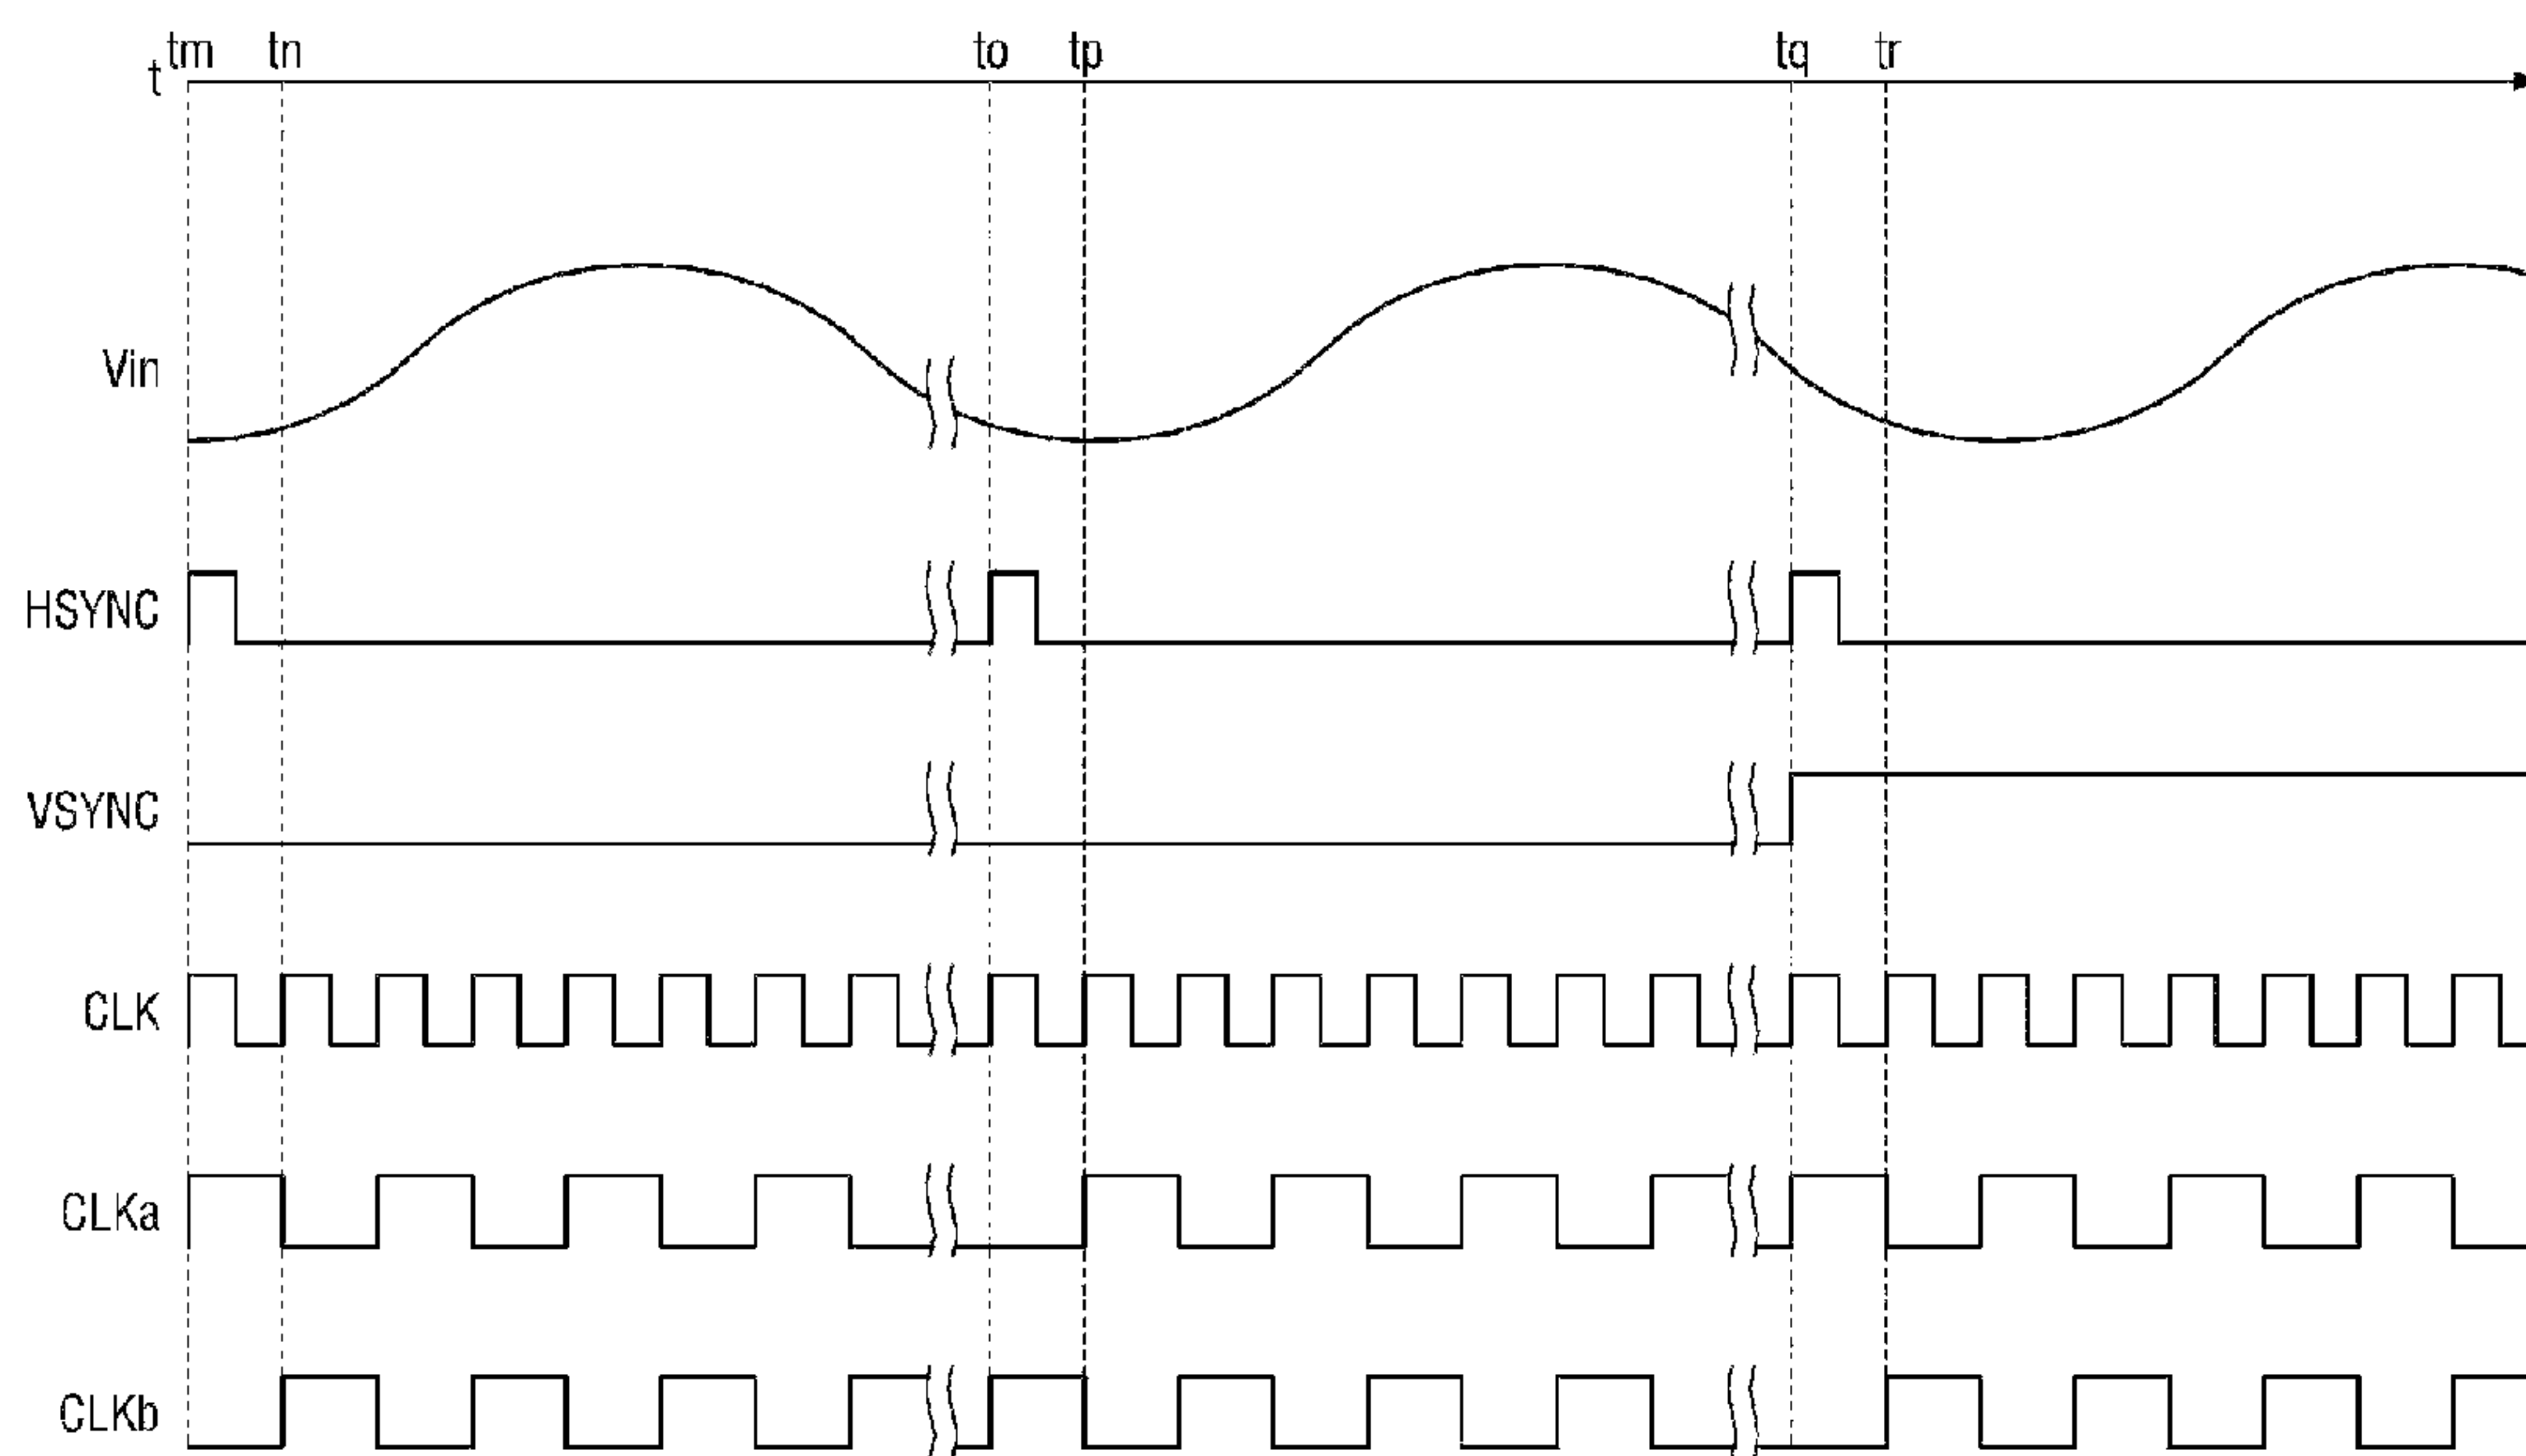 tm tn to tp tq tr
t
Vin
HSYNC
VSYNC
CLK
CLKa
CLKb